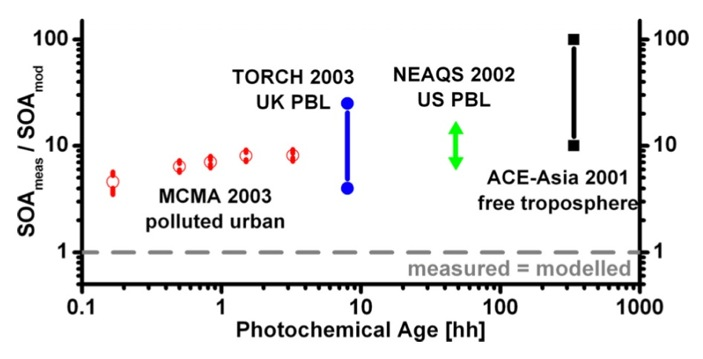 100
10
1
SOAmeas / SOAmod
TORCH 2003
UK PBL
NEAQS 2002
US PBL
MCMA 2003
polluted urban
ACE-Asia 2001
free troposphere
measured = modelled
100
10
1
0.1
1
10
100
1000
Photochemical Age [hh]